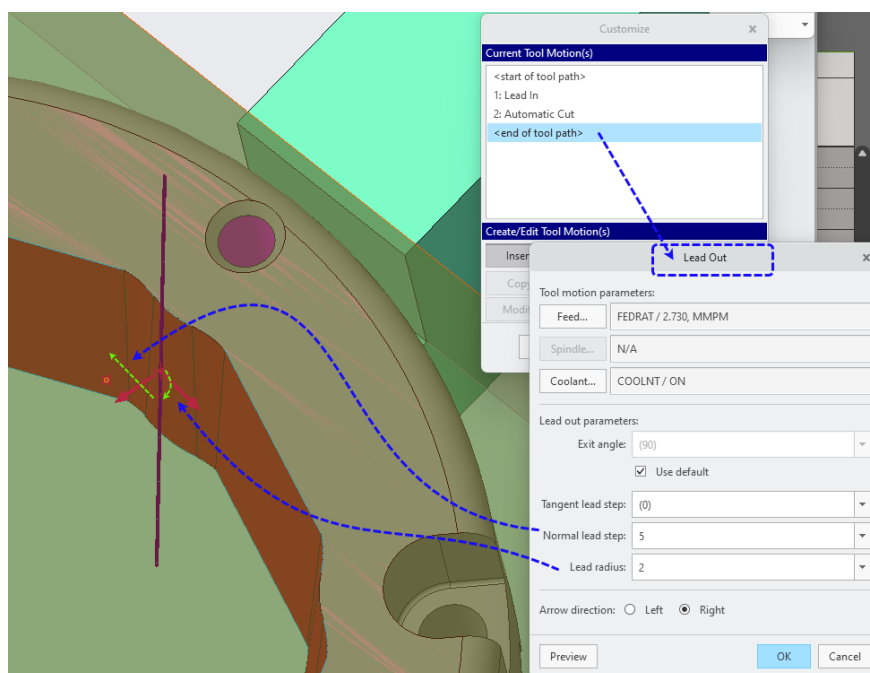 Customize
Current Tool Motion(s)
<start of tool path>
1: Lead In
2: Automatic Cut
<end of tool path>
Create/Edit Tool Motion(s)
Lead Out
Tool motion parameters:
Feed... FEDRAT / 2.730, MMPM
Spindle... N/A
Coolant... COOLNT / ON
Lead out parameters:
Exit angle: (90)
Use default
Tangent lead step: (0)
Normal lead step: 5
Lead radius: 2
Arrow direction: Left Right
Preview OK Cancel